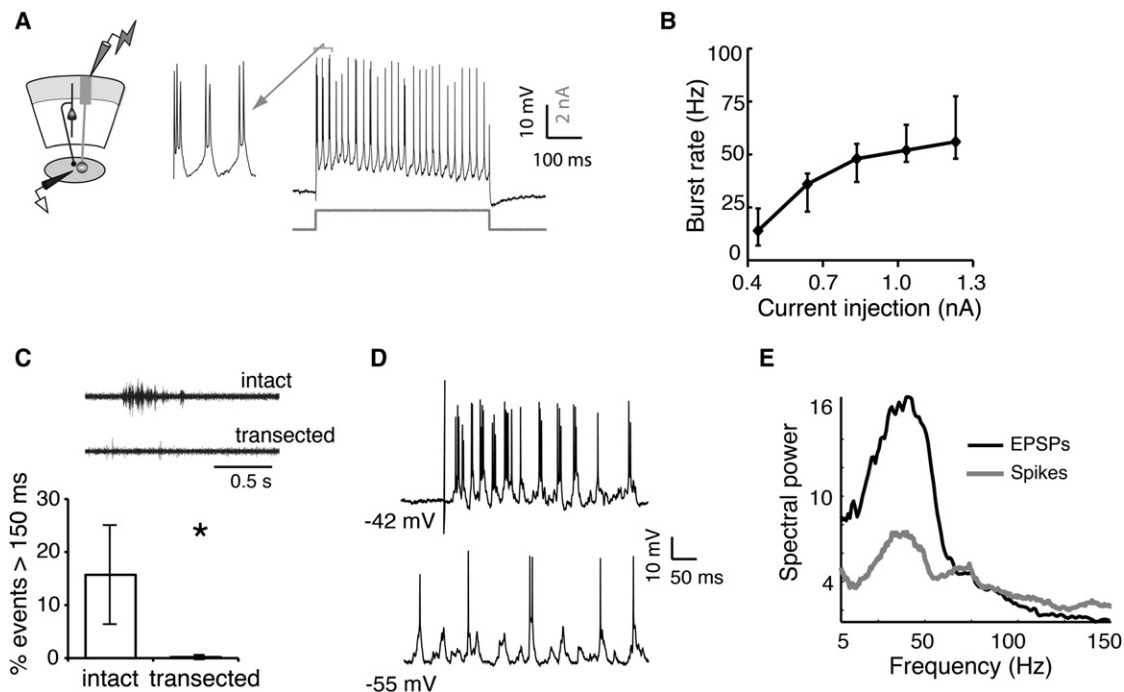 A
10 mV
2 nA
100 ms
B
100
75
50
25
0
Burst rate (Hz)
0.4 0.7 1.0 1.3
Current injection (nA)
C
intact
transected
0.5 s
30
20
10
0
% events > 150 ms
*
intact transected
D
-42 mV
10 mV
50 ms
-55 mV
E
16
10
4
Spectral power
EPSPs
Spikes
5 50 100 150
Frequency (Hz)